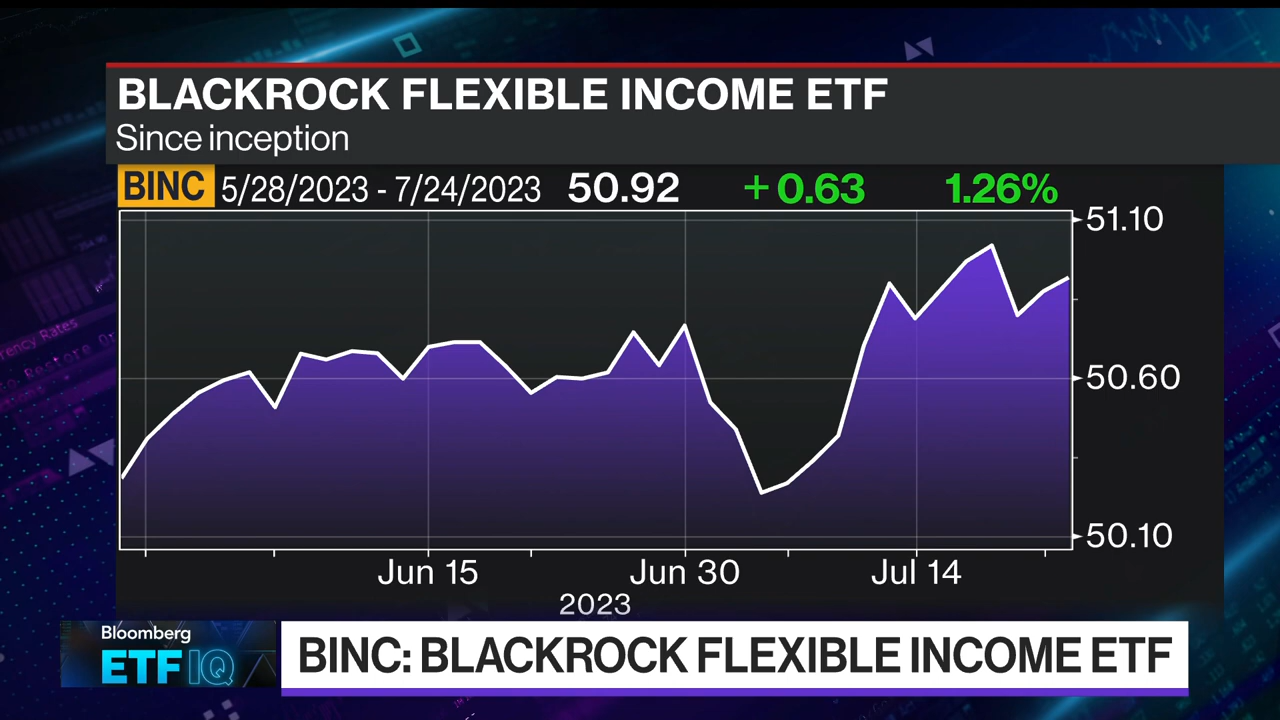 BLACKROCK FLEXIBLE INCOME ETF
Since inception
BINC 5/28/2023 - 7/24/2023 50.92 + 0.63 1.26%
51.10
50.60
50.10
Jun 15 Jun 30 Jul 14
2023
Bloomberg
ETF IQ
BINC: BLACKROCK FLEXIBLE INCOME ETF
rency Rates